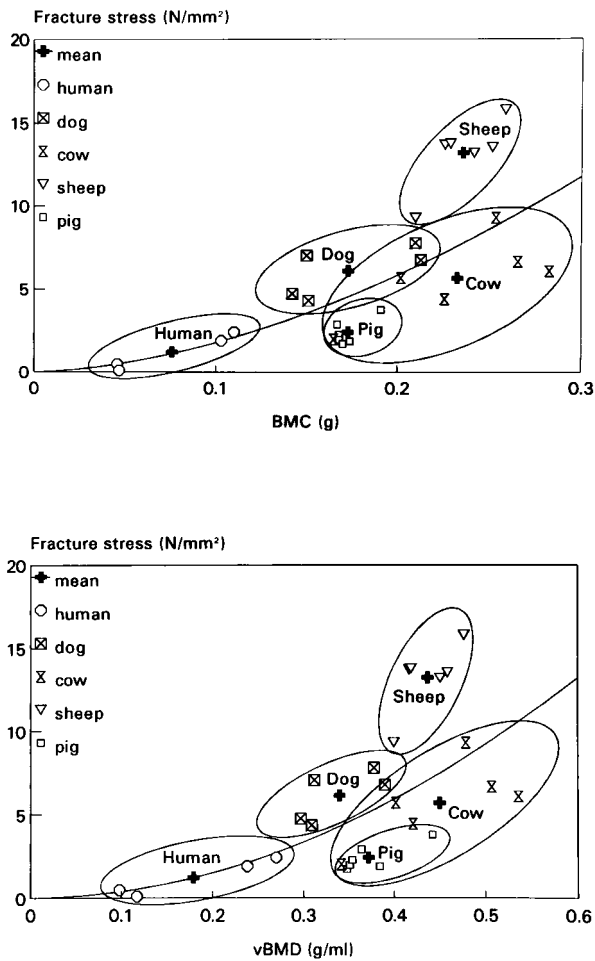 Fracture stress (N/mm²)
20
mean
human
15
dog
Sheep
cow
sheep
10
pig
Dog
Cow
5
Pig
Human
0
0 0.1 0.2 0.3
BMC (g)
Fracture stress (N/mm²)
20
mean
human
15
dog
cow
Sheep
sheep
10
pig
Dog
Cow
5
Pig
Human
0
0 0.1 0.2 0.3 0.4 0.5 0.6
vBMD (g/ml)